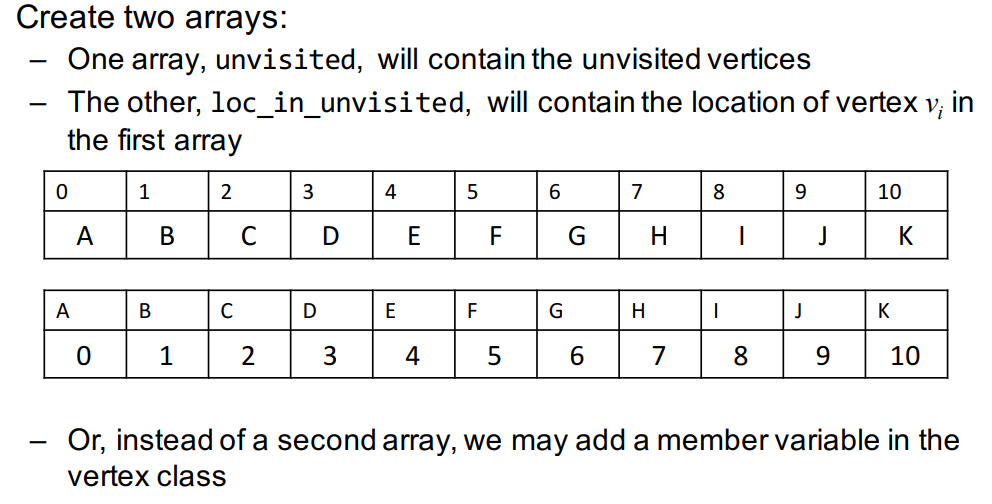 Create two arrays:
– One array, unvisited, will contain the unvisited vertices
– The other, loc_in_unvisited, will contain the location of vertex vi in
the first array
0 1 2 3 4 5 6 7 8 9 10
A B C D E F G H I J K
A B C D E F G H I J K
0 1 2 3 4 5 6 7 8 9 10
– Or, instead of a second array, we may add a member variable in the
vertex class